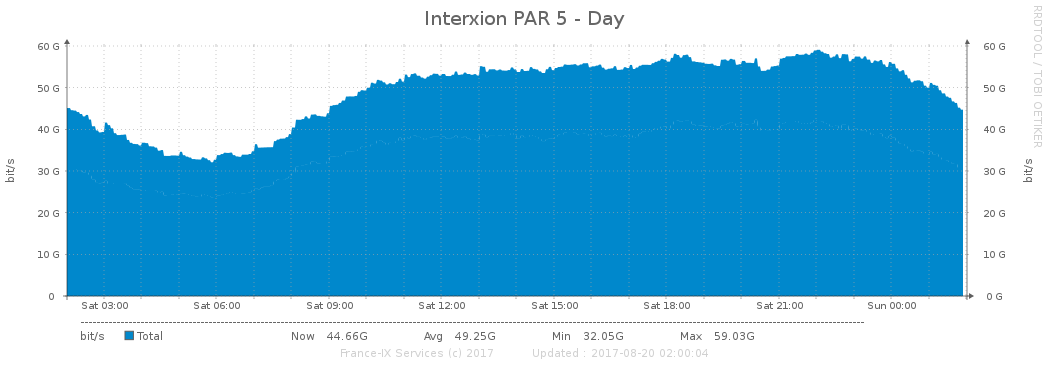 Interxion PAR 5 - Day
RRDTOOL / TOBI OETIKER
60 G 60 G
50 G 50 G
40 G 40 G
30 G 30 G
20 G 20 G
10 G 10 G
0 0 G
bit/s
bit/s
Sat 03:00 Sat 06:00 Sat 09:00 Sat 12:00 Sat 15:00 Sat 18:00 Sat 21:00 Sun 00:00
bit/s Total Now 44.66G Avg 49.25G Min 32.05G Max 59.03G
France-IX Services (c) 2017 Updated : 2017-08-20 02:00:04